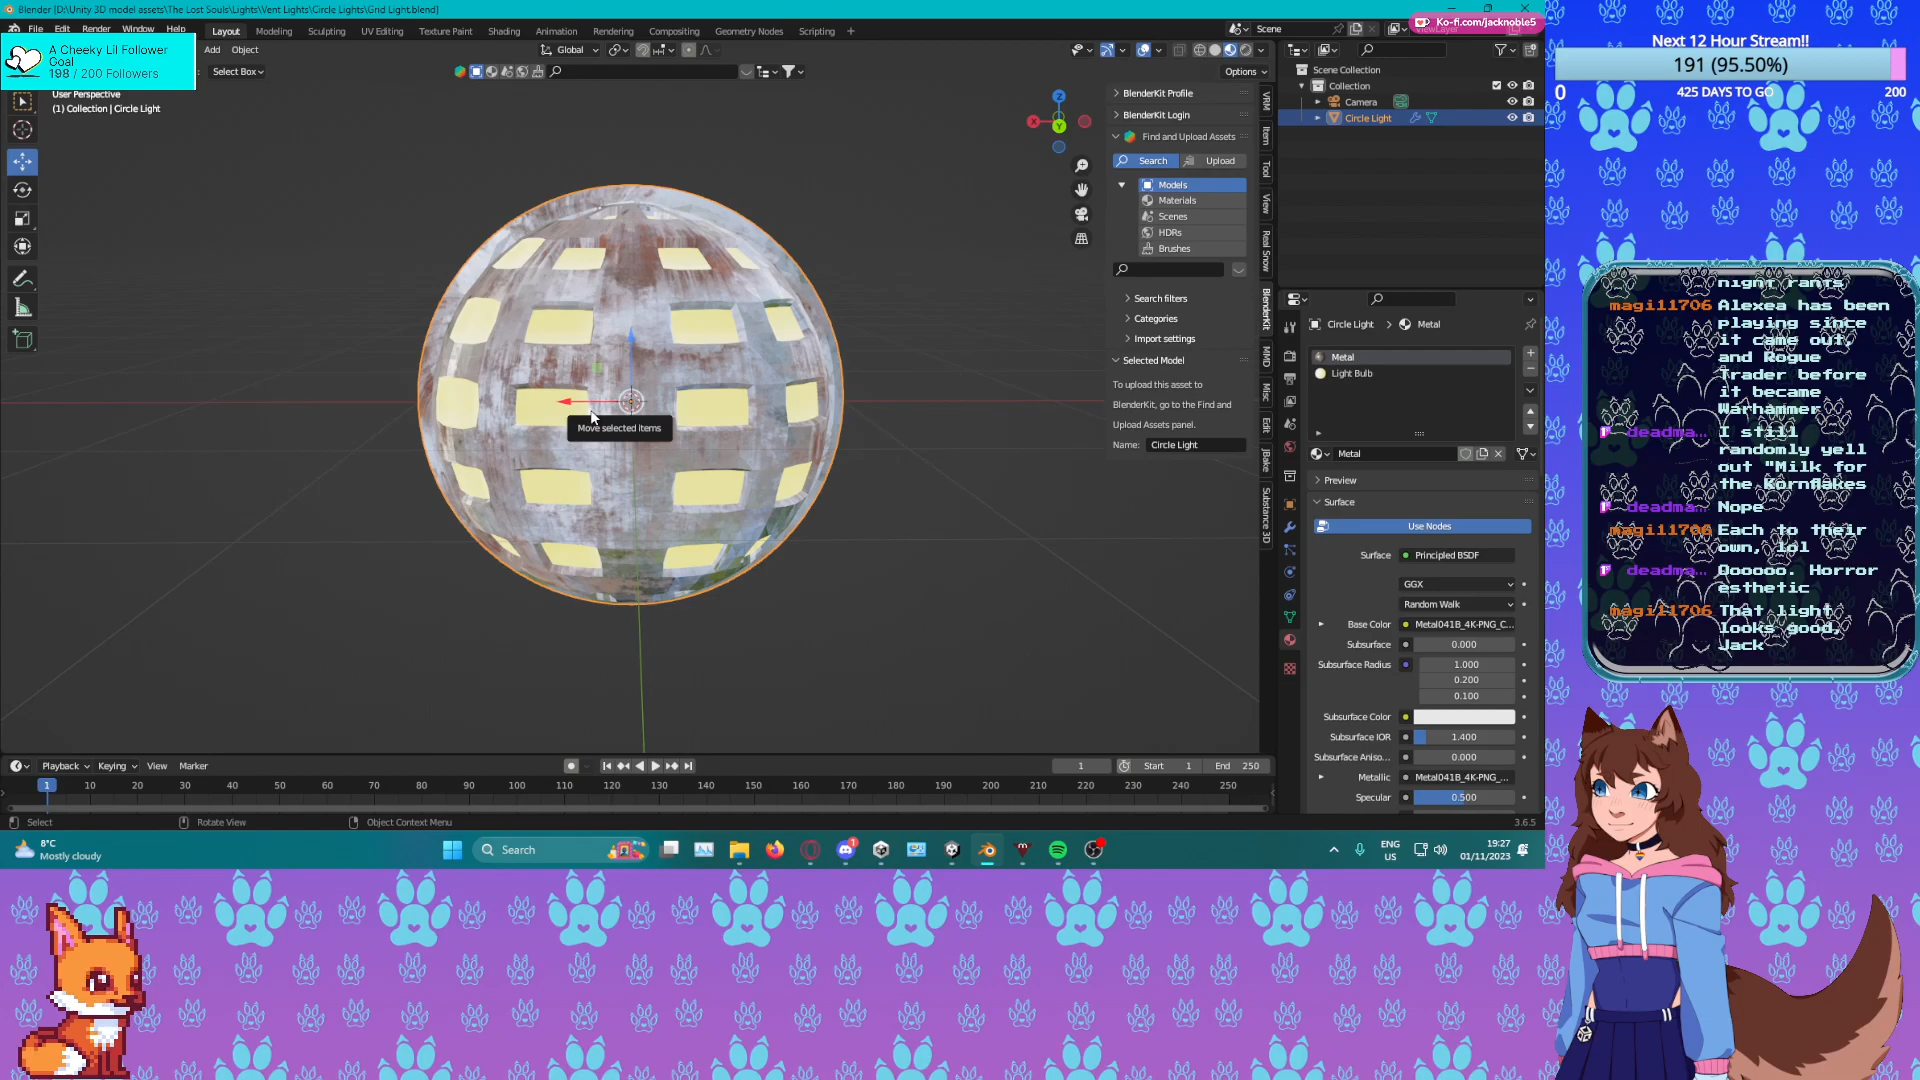 Blender [D:\Unity 3D model assets\The Lost Souls\Lights\Vent Lights\Circle Lights\Grid Light.blend]
File Edit Render Window Help Layout Modeling Sculpting UV Editing Texture Paint Shading Animation Rendering Compositing Geometry Nodes Scripting +
Scene
Ko-fi.com/jacknoble5
A Cheeky Lil Follower
Goal
198 / 200 Followers
Add Object
Global
Select Box
Options
User Perspective
(1) Collection | Circle Light
X
Y
Z
Move selected items
BlenderKit Profile
BlenderKit Login
Find and Upload Assets
Search Upload
Models
Materials
Scenes
HDRs
Brushes
Search filters
Categories
Import settings
Selected Model
To upload this asset to
BlenderKit, go to the Find and
Upload Assets panel.
Name: Circle Light
VRM
Item
Tool
View
Real Snow
BlenderKit
MMD
Misc
Edit
JBake
Substance 3D
Scene Collection
Collection
Camera
Circle Light
Circle Light > Metal
Metal
Light Bulb
Metal
Preview
Surface
Use Nodes
Surface Principled BSDF
GGX
Random Walk
Base Color Metal041B_4K-PNG_C...
Subsurface 0.000
Subsurface Radius 1.000
0.200
0.100
Subsurface Color
Subsurface IOR 1.400
Subsurface Aniso... 0.000
Metallic Metal041B_4K-PNG_...
Specular 0.500
Playback Keying View Marker
1 Start 1 End 250
1 10 20 30 40 50 60 70 80 90 100 110 120 130 140 150 160 170 180 190 200 210 220 230 240 250
Select Rotate View Object Context Menu
3.6.5
8°C
Mostly cloudy
Search
ENG
US
19:27
01/11/2023
Next 12 Hour Stream!!
191 (95.50%)
0 425 DAYS TO GO 200
night rants
magi11706 Alexea has been
playing since
it came out,
and Rogue
Trader before
it became
Warhammer
deadma... I still
randomly yell
out "Milk for
the Kornflakes
deadma... Nope
magi11706 Each to their
own, lol
deadma... Oooooo. Horror
esthetic
magi11706 That light
looks good,
Jack